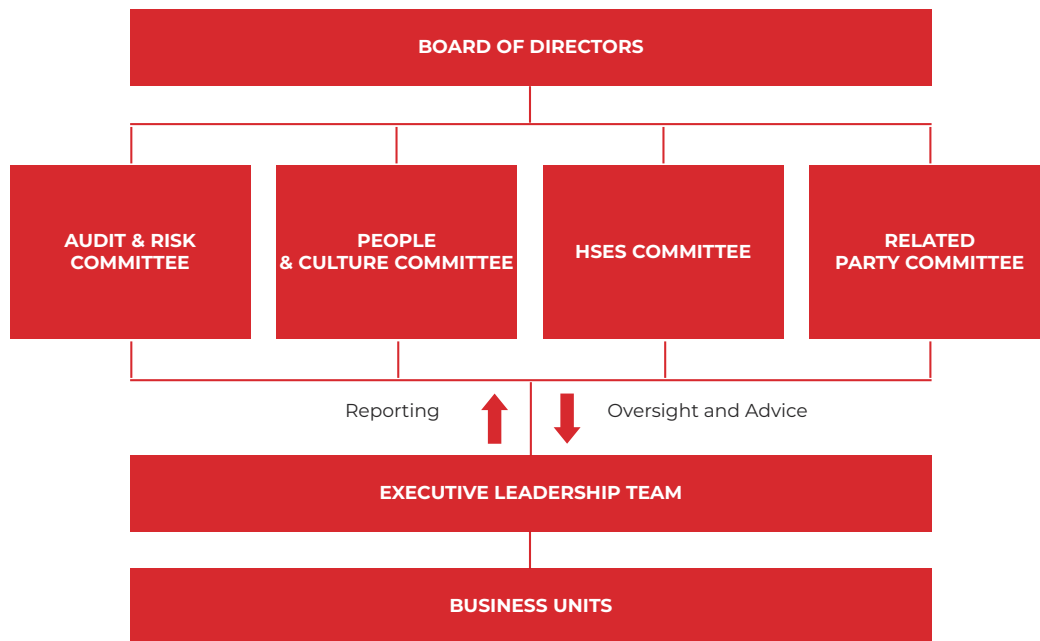 BOARD OF DIRECTORS
AUDIT & RISK
COMMITTEE
PEOPLE
& CULTURE COMMITTEE
HSES COMMITTEE
RELATED
PARTY COMMITTEE
Reporting
Oversight and Advice
EXECUTIVE LEADERSHIP TEAM
BUSINESS UNITS